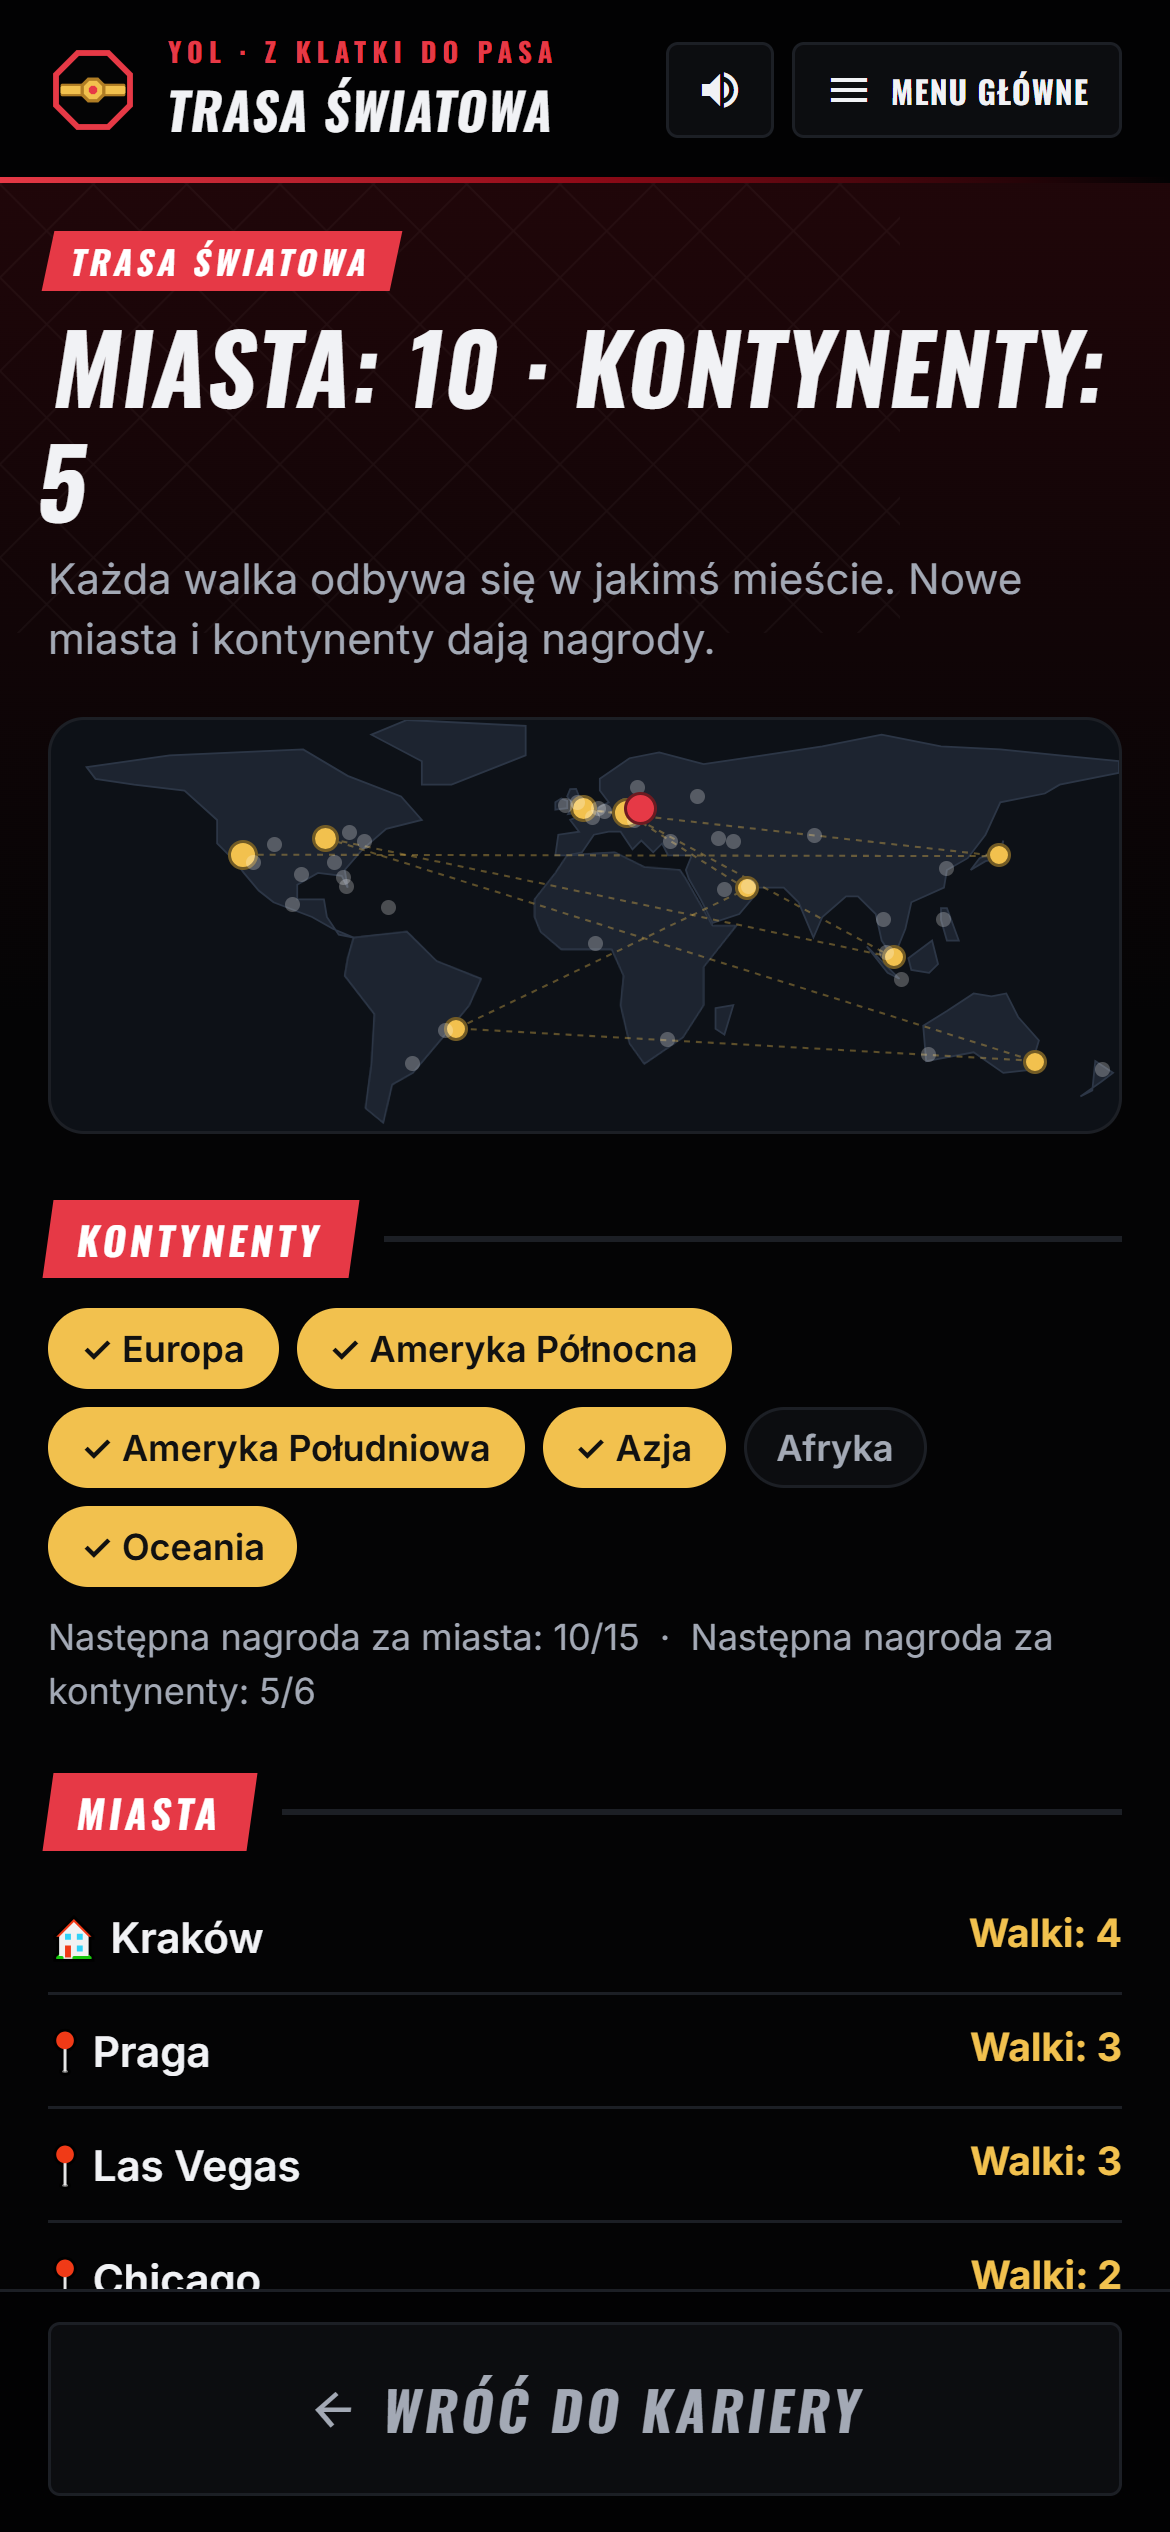 YOL · Z KLATKI DO PASA
TRASA ŚWIATOWA
MENU GŁÓWNE
TRASA ŚWIATOWA
MIASTA: 10 · KONTYNENTY:
5
Każda walka odbywa się w jakimś mieście. Nowe
miasta i kontynenty dają nagrody.
KONTYNENTY
✓ Europa
✓ Ameryka Północna
✓ Ameryka Południowa
✓ Azja
Afryka
✓ Oceania
Następna nagroda za miasta: 10/15 · Następna nagroda za
kontynenty: 5/6
MIASTA
Kraków Walki: 4
Praga Walki: 3
Las Vegas Walki: 3
Chicago Walki: 2
← WRÓĆ DO KARIERY